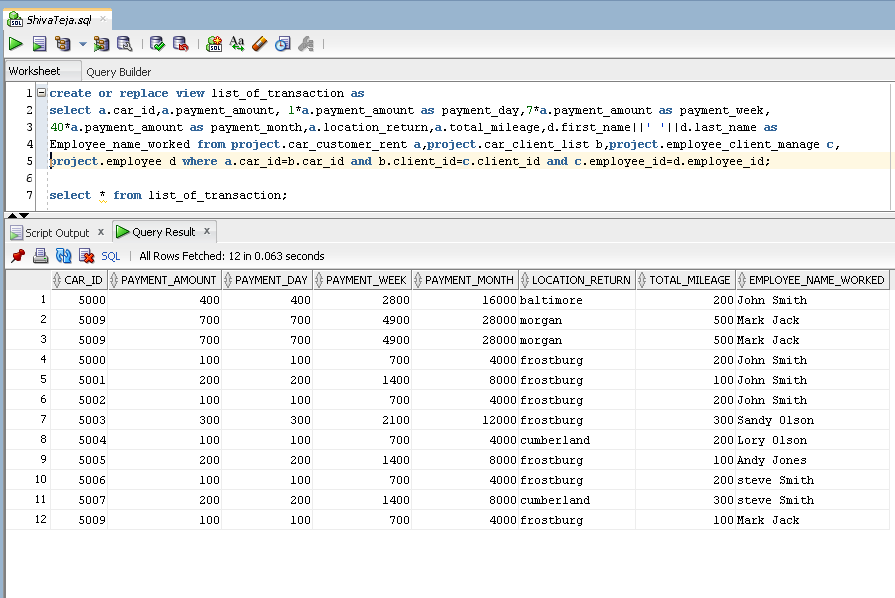 ShivaTeja.sql
Worksheet Query Builder
1 create or replace view list_of_transaction as
2 select a.car_id,a.payment_amount, 1*a.payment_amount as payment_day,7*a.payment_amount as payment_week,
3 40*a.payment_amount as payment_month,a.location_return,a.total_mileage,d.first_name||' '||d.last_name as
4 Employee_name_worked from project.car_customer_rent a,project.car_client_list b,project.employee_client_manage c,
5 project.employee d where a.car_id=b.car_id and b.client_id=c.client_id and c.employee_id=d.employee_id;
6
7 select * from list_of_transaction;
Script Output x Query Result x
SQL | All Rows Fetched: 12 in 0.063 seconds
CAR_ID PAYMENT_AMOUNT PAYMENT_DAY PAYMENT_WEEK PAYMENT_MONTH LOCATION_RETURN TOTAL_MILEAGE EMPLOYEE_NAME_WORKED
1 5000 400 400 2800 16000 baltimore 200 John Smith
2 5009 700 700 4900 28000 morgan 500 Mark Jack
3 5009 700 700 4900 28000 morgan 500 Mark Jack
4 5000 100 100 700 4000 frostburg 200 John Smith
5 5001 200 200 1400 8000 frostburg 100 John Smith
6 5002 100 100 700 4000 frostburg 200 John Smith
7 5003 300 300 2100 12000 frostburg 300 Sandy Olson
8 5004 100 100 700 4000 cumberland 200 Lory Olson
9 5005 200 200 1400 8000 frostburg 100 Andy Jones
10 5006 100 100 700 4000 frostburg 200 steve Smith
11 5007 200 200 1400 8000 cumberland 300 steve Smith
12 5009 100 100 700 4000 frostburg 100 Mark Jack